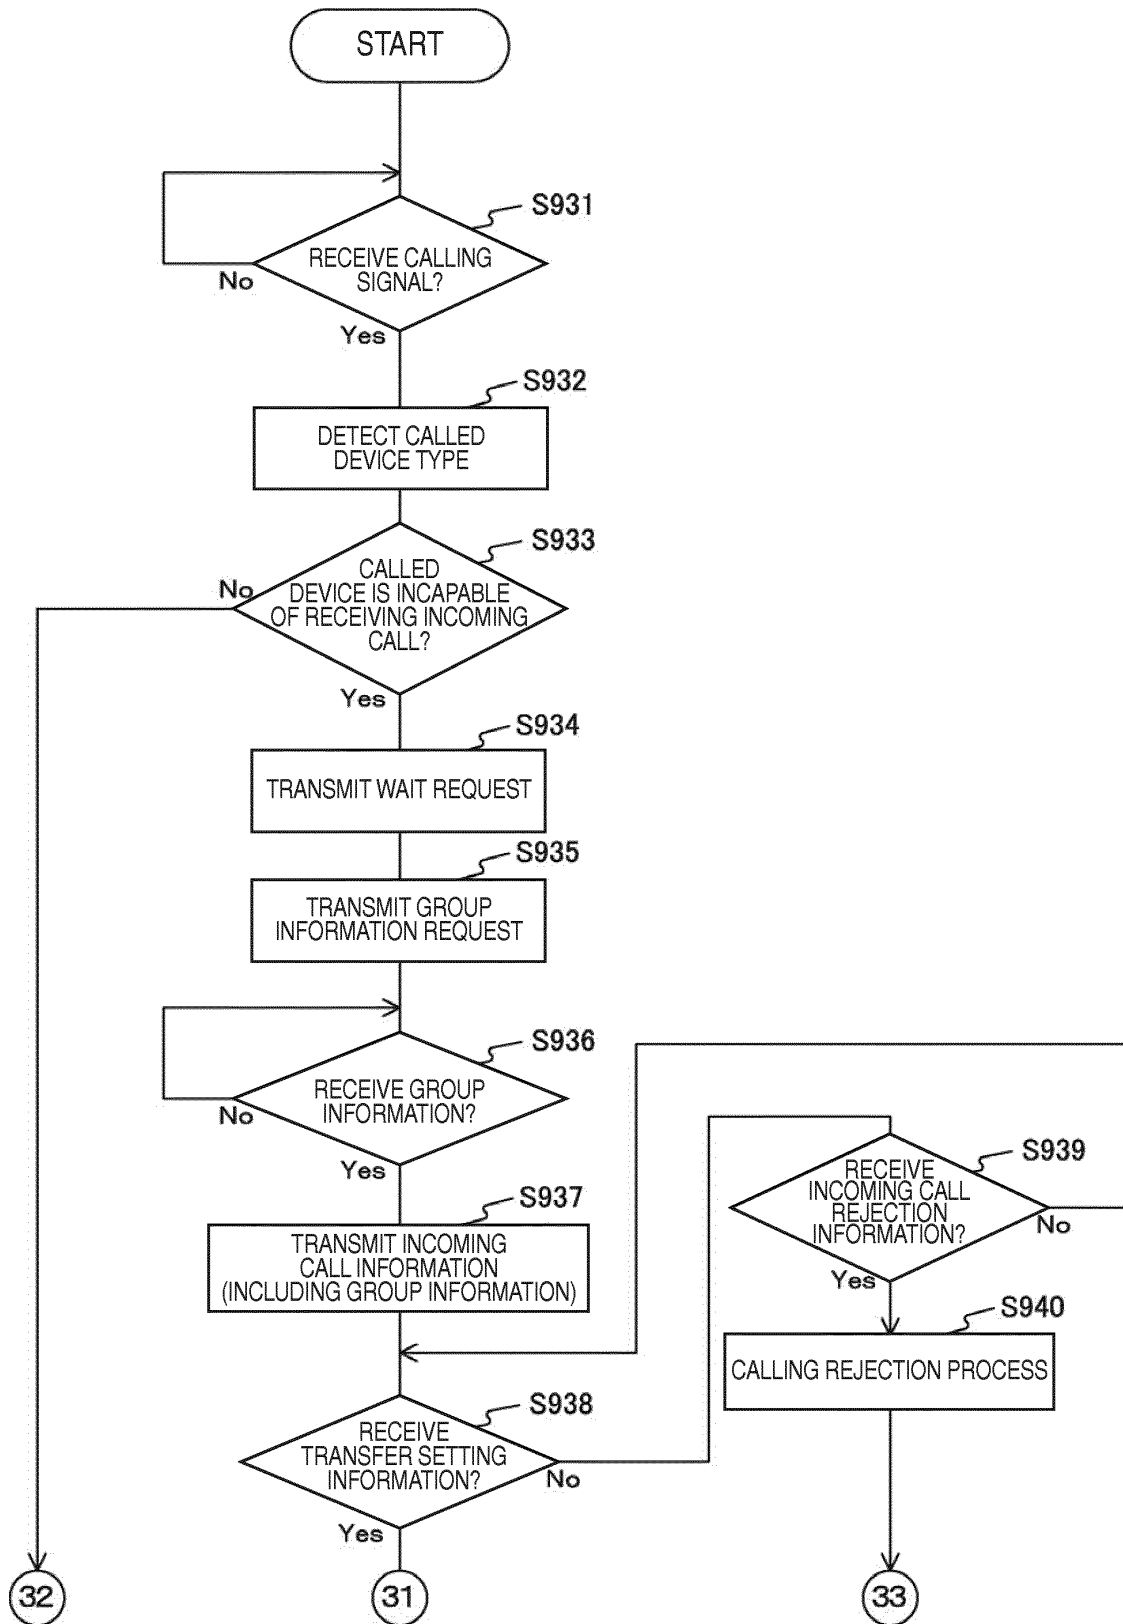 START
S931
RECEIVE CALLING
SIGNAL?
No
Yes
S932
DETECT CALLED
DEVICE TYPE
S933
CALLED
DEVICE IS INCAPABLE
OF RECEIVING INCOMING
CALL?
No
Yes
S934
TRANSMIT WAIT REQUEST
S935
TRANSMIT GROUP
INFORMATION REQUEST
S936
RECEIVE GROUP
INFORMATION?
No
Yes
S937
TRANSMIT INCOMING
CALL INFORMATION
(INCLUDING GROUP INFORMATION)
S938
RECEIVE
TRANSFER SETTING
INFORMATION?
No
Yes
S939
RECEIVE
INCOMING CALL
REJECTION
INFORMATION?
No
Yes
S940
CALLING REJECTION PROCESS
32
31
33